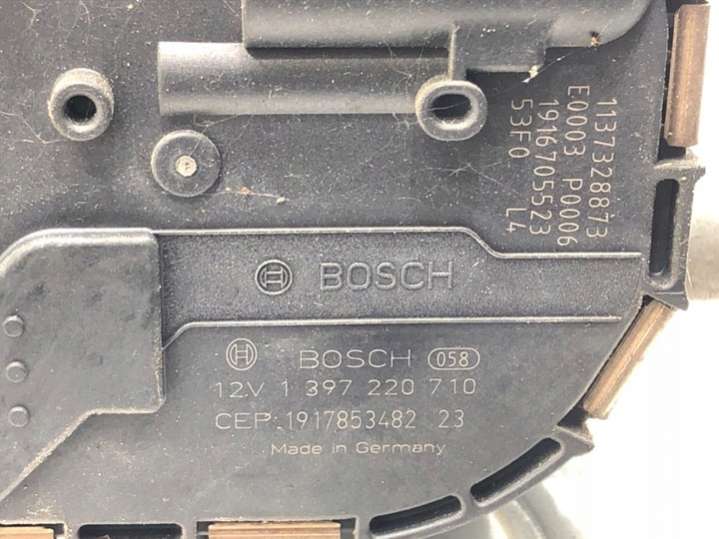 1137328873
E0003 P0006
1916705523
53F0 L4
BOSCH
BOSCH 058
12V 1 397 220 710
CEP:1917853482 23
Made in Germany